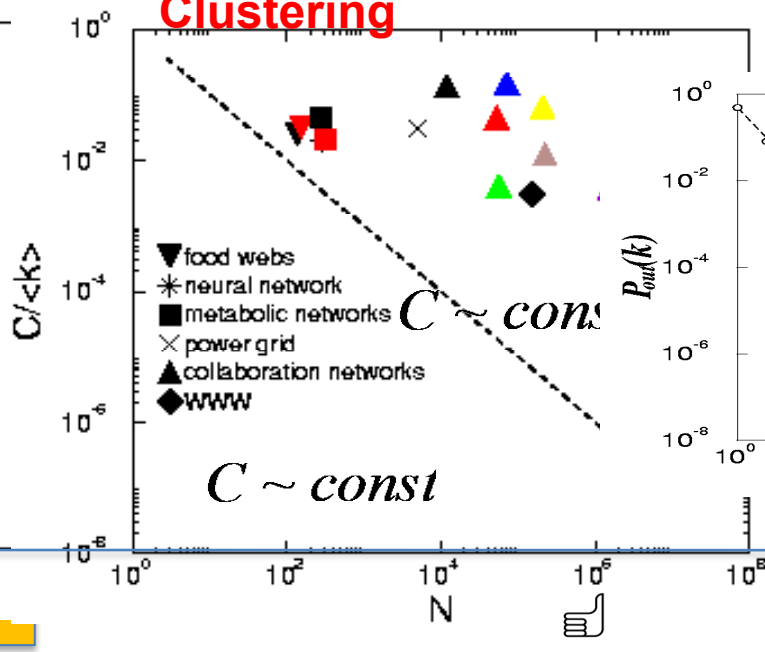 Clustering
10⁰
10⁻²
10⁻⁴
10⁻⁶
10⁻⁸
C/<k>
food webs
neural network
metabolic networks
power grid
collaboration networks
WWW
C ~ cons
C ~ const
10⁰ 10² 10⁴ 10⁶ 10⁸
N
10⁰
10⁻²
10⁻⁴
10⁻⁶
10⁻⁸
P_out(k)
10⁰